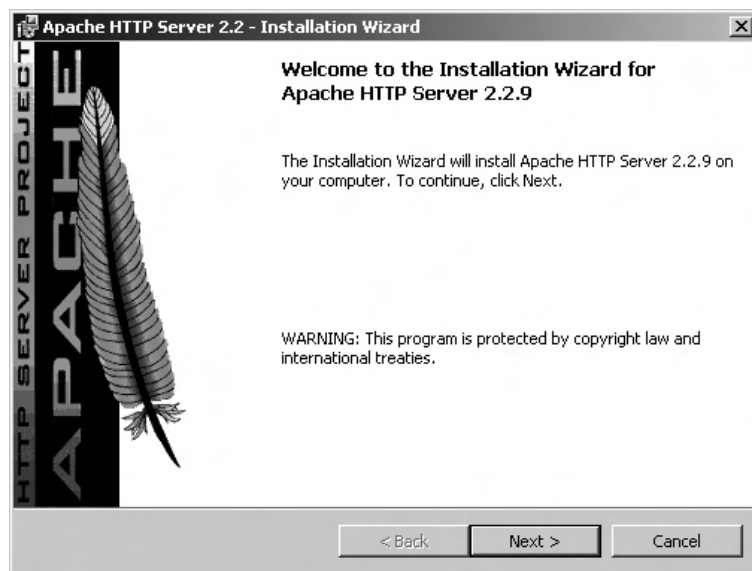 Apache HTTP Server 2.2 - Installation Wizard
HTTP SERVER PROJECT
APACHE
Welcome to the Installation Wizard for
Apache HTTP Server 2.2.9
The Installation Wizard will install Apache HTTP Server 2.2.9 on
your computer. To continue, click Next.
WARNING: This program is protected by copyright law and
international treaties.
< Back
Next >
Cancel